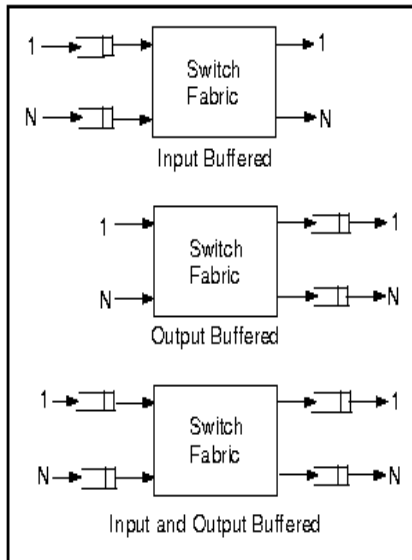 1 Switch Fabric 1
N N
Input Buffered
1 Switch Fabric 1
N N
Output Buffered
1 Switch Fabric 1
N N
Input and Output Buffered